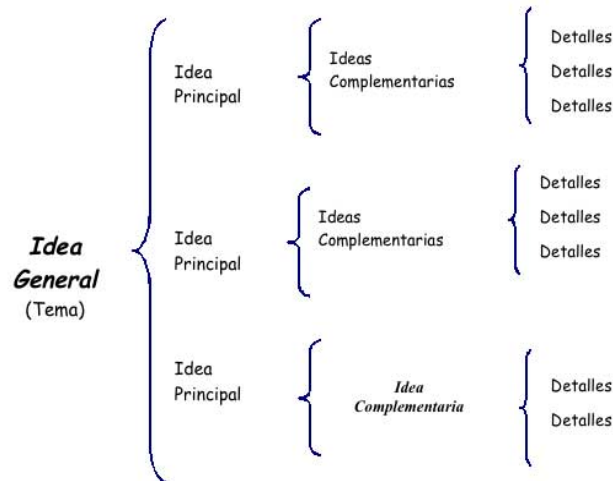 Idea
General
(Tema)
Idea
Principal
Ideas
Complementarias
Detalles
Detalles
Detalles
Idea
Principal
Ideas
Complementarias
Detalles
Detalles
Detalles
Idea
Principal
Idea
Complementaria
Detalles
Detalles